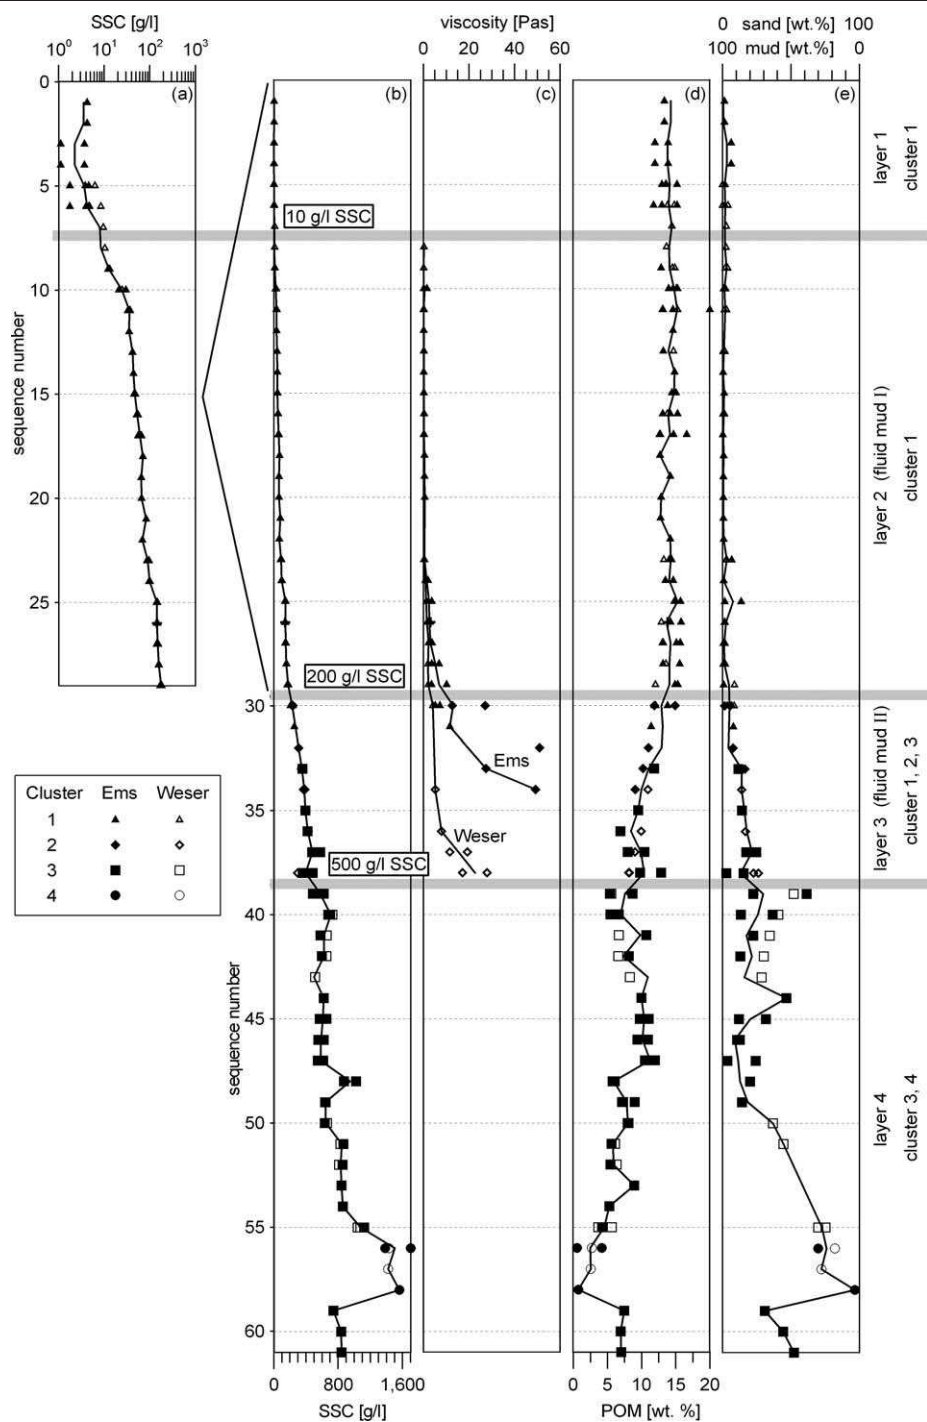 SSC [g/l]
10⁰ 10¹ 10² 10³
viscosity [Pas]
0 20 40 60
0 sand [wt.%] 100
100 mud [wt.%] 0
(a)
(b)
(c)
(d)
(e)
0
5
10
15
20
25
sequence number
10 g/l SSC
200 g/l SSC
500 g/l SSC
Ems
Weser
30
35
40
45
50
55
60
sequence number
Cluster Ems Weser
1
2
3
4
layer 1
cluster 1
layer 2 (fluid mud I)
cluster 1
layer 3 (fluid mud II)
cluster 1, 2, 3
layer 4
cluster 3, 4
0 800 1,600
SSC [g/l]
0 5 10 15 20
POM [wt. %]